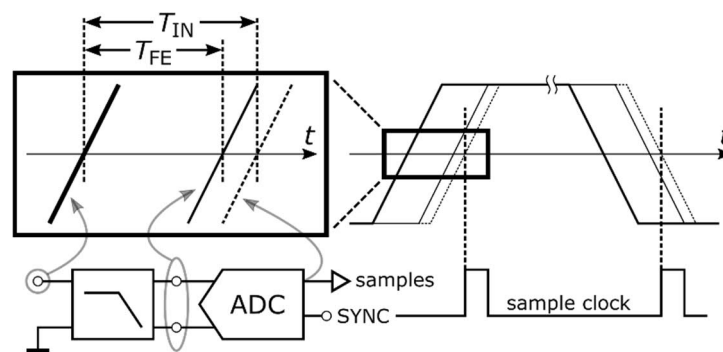 T_IN
T_FE
t
t
ADC
samples
SYNC
sample clock